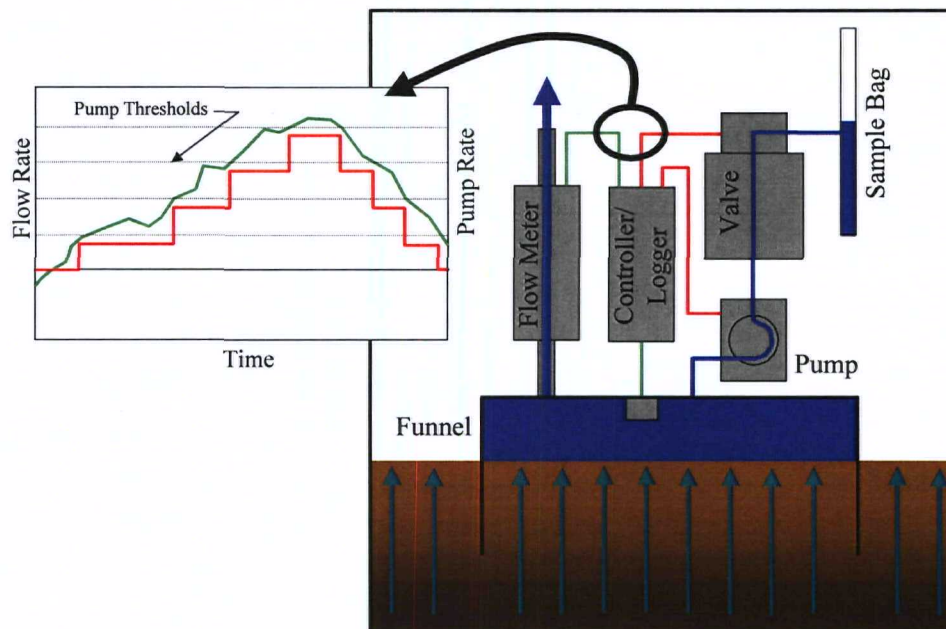 Pump Thresholds
Flow Rate
Pump Rate
Time
Flow Meter
Controller/
Logger
Valve
Sample Bag
Pump
Funnel